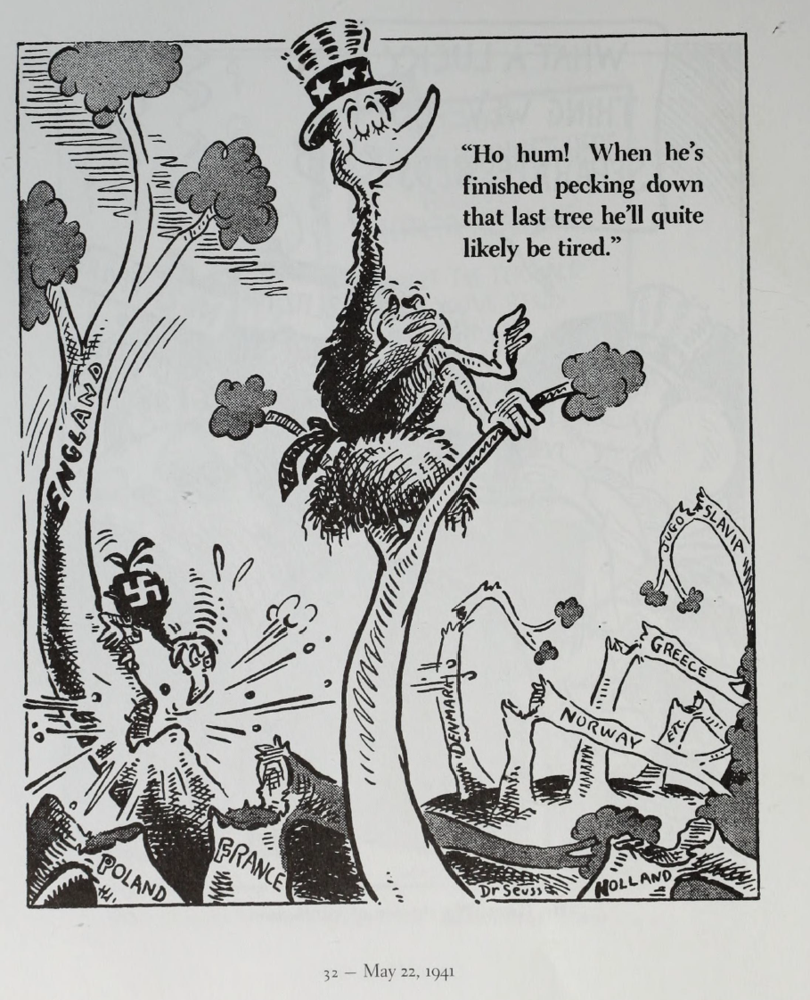 “Ho hum! When he’s
finished pecking down
that last tree he’ll quite
likely be tired.”
ENGLAND
JUGO
SLAVIA
GREECE
DENMARK
NORWAY
ETC.
POLAND
FRANCE
HOLLAND
Dr Seuss
32 — May 22, 1941